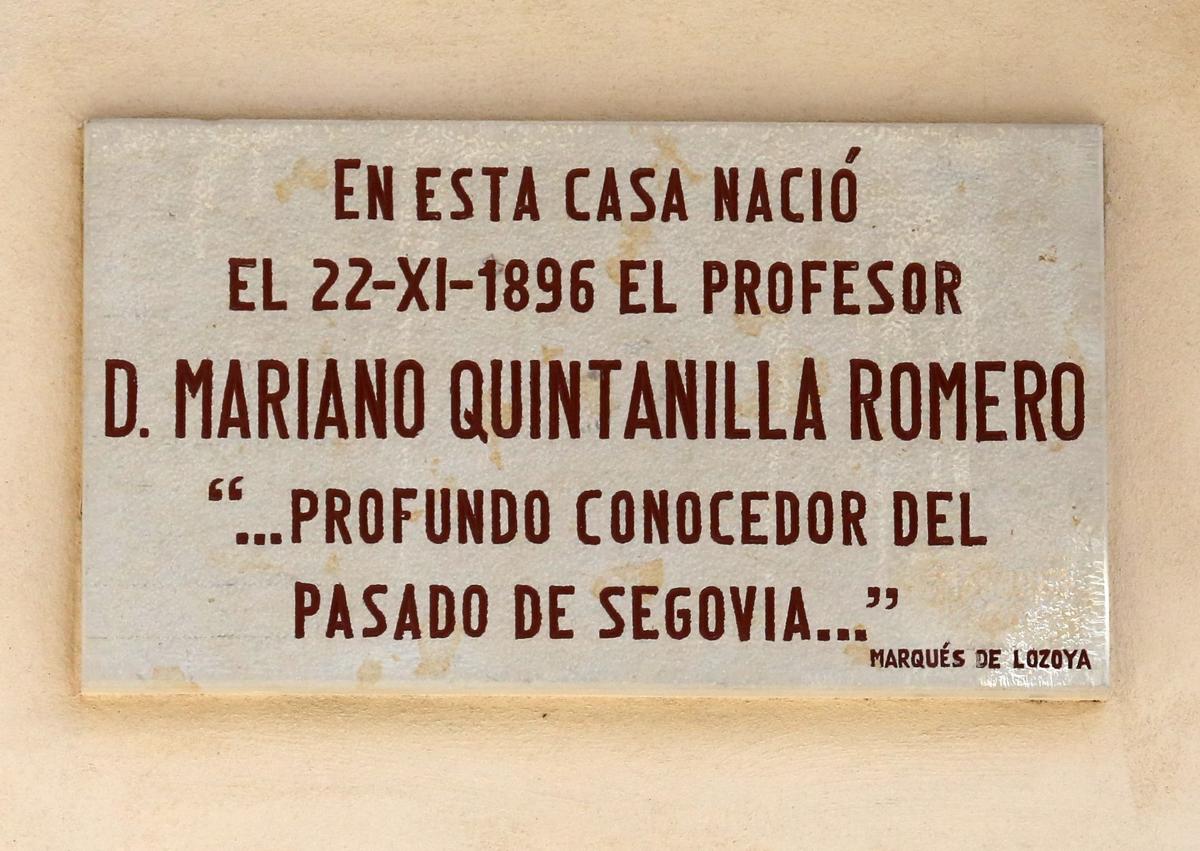 EN ESTA CASA NACIÓ
EL 22-XI-1896 EL PROFESOR
D. MARIANO QUINTANILLA ROMERO
“...PROFUNDO CONOCEDOR DEL
PASADO DE SEGOVIA...”
MARQUÉS DE LOZOYA